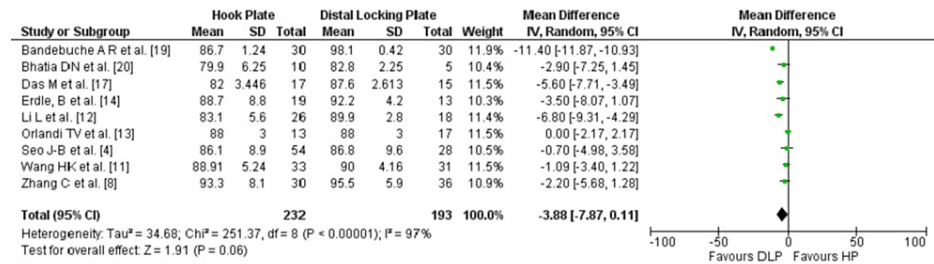 Hook Plate Distal Locking Plate Mean Difference Mean Difference
Study or Subgroup Mean SD Total Mean SD Total Weight IV, Random, 95% CI IV, Random, 95% CI
Bandebuche A R et al. [19] 86.7 1.24 30 98.1 0.42 30 11.9% -11.40 [-11.87, -10.93]
Bhatia DN et al. [20] 79.9 6.25 10 82.8 2.25 5 10.4% -2.90 [-7.25, 1.45]
Das M et al. [17] 82 3.446 17 87.6 2.613 15 11.5% -5.60 [-7.71, -3.49]
Erdle, B et al. [14] 88.7 8.8 19 92.2 4.2 13 10.3% -3.50 [-8.07, 1.07]
Li L et al. [12] 83.1 5.6 26 89.9 2.8 18 11.3% -6.80 [-9.31, -4.29]
Orlandi TV et al. [13] 88 3 13 88 3 17 11.5% 0.00 [-2.17, 2.17]
Seo J-B et al. [4] 86.1 8.9 54 86.8 9.6 28 10.4% -0.70 [-4.98, 3.58]
Wang HK et al. [11] 88.91 5.24 33 90 4.16 31 11.4% -1.09 [-3.40, 1.22]
Zhang C et al. [8] 93.3 8.1 30 95.5 5.9 36 10.9% -2.20 [-5.68, 1.28]
Total (95% CI) 232 193 100.0% -3.88 [-7.87, 0.11]
Heterogeneity: Tau² = 34.68; Chi² = 251.37, df = 8 (P < 0.00001); I² = 97%
Test for overall effect: Z = 1.91 (P = 0.06)
-100 -50 0 50 100
Favours DLP Favours HP